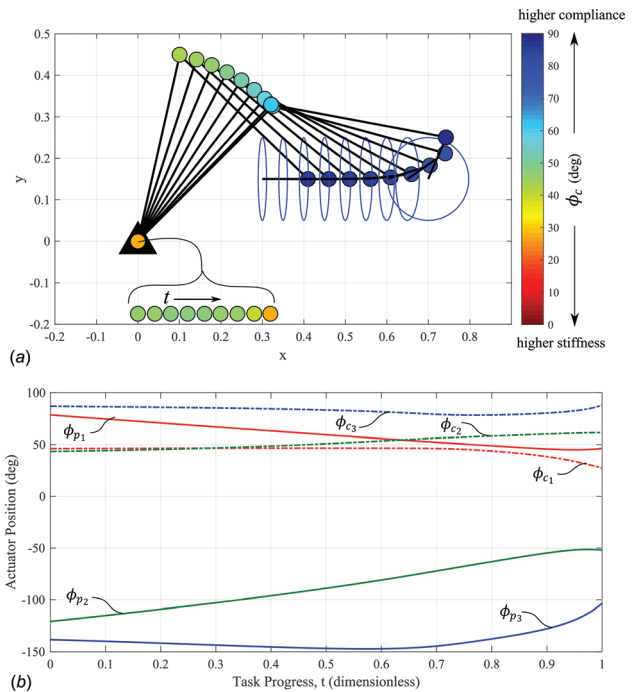 (a)
0.5
0.4
0.3
0.2
0.1
0
-0.1
-0.2
y
-0.2 -0.1 0 0.1 0.2 0.3 0.4 0.5 0.6 0.7 0.8
x
t
higher compliance
90
80
70
60
50
40
30
20
10
0
ϕc (deg)
higher stiffness
(b)
100
50
0
-50
-100
-150
Actuator Position (deg)
ϕp1
ϕc3
ϕc2
ϕc1
ϕp2
ϕp3
0 0.1 0.2 0.3 0.4 0.5 0.6 0.7 0.8 0.9 1
Task Progress, t (dimensionless)